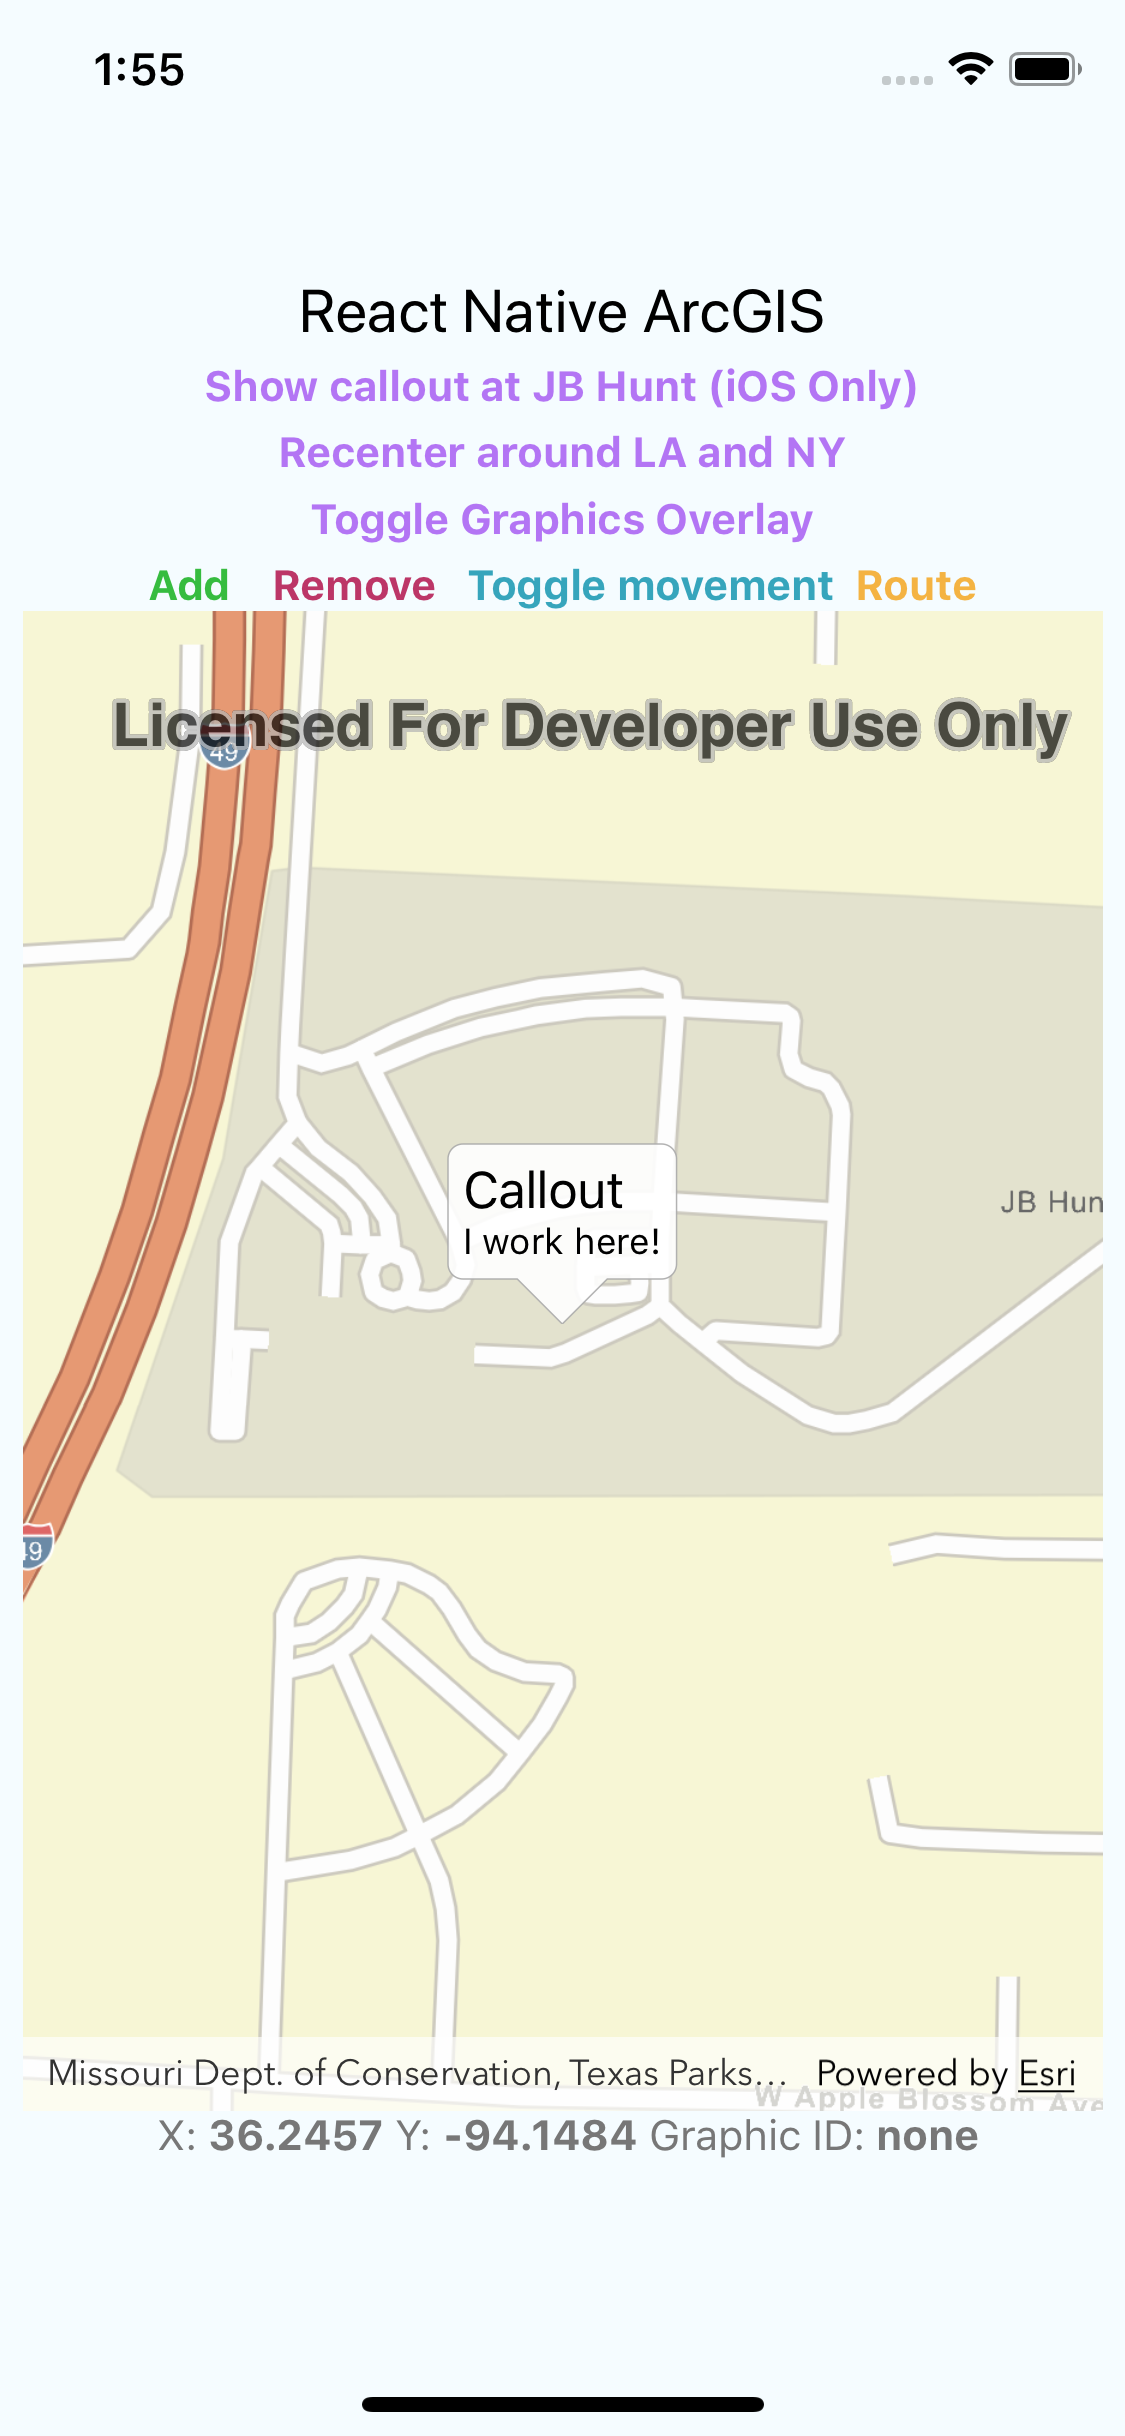 1:55
React Native ArcGIS
Show callout at JB Hunt (iOS Only)
Recenter around LA and NY
Toggle Graphics Overlay
Add Remove Toggle movement Route
Licensed For Developer Use Only
49
Callout
I work here!
JB Hun
49
Missouri Dept. of Conservation, Texas Parks... Powered by Esri
W Apple Blossom Ave
X: 36.2457 Y: -94.1484 Graphic ID: none